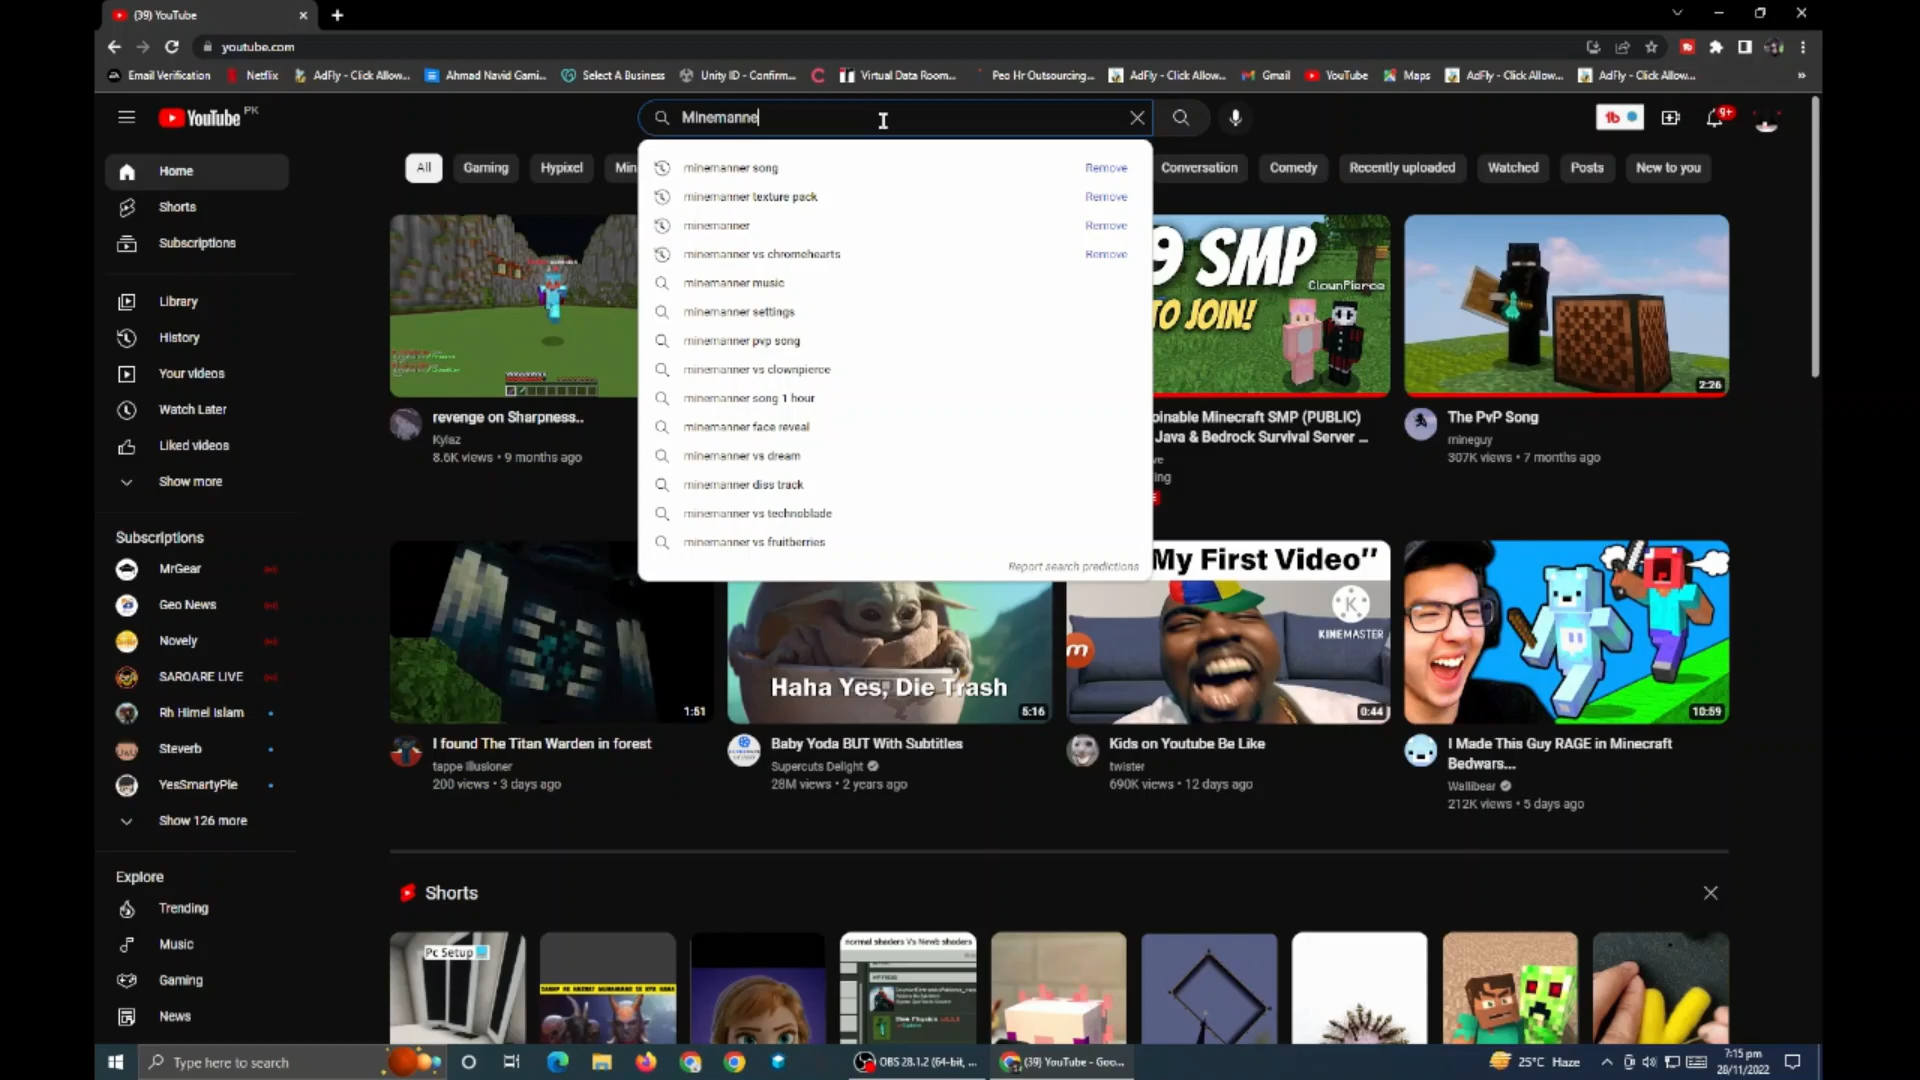 (39) YouTube
youtube.com
Email Verification
Netflix
AdFly - Click Allow...
Ahmad Navid Gami...
Select A Business
Unity ID - Confirm...
Virtual Data Room...
Peo Hr Outsourcing...
AdFly - Click Allow...
Gmail
YouTube
Maps
AdFly - Click Allow...
AdFly - Click Allow...
YouTube PK
Minemanne
9+
Home
Shorts
Subscriptions
Library
History
Your videos
Watch Later
Liked videos
Show more
Subscriptions
MrGear
Geo News
Novely
SAROARE LIVE
Rh Himel Islam
Steverb
YesSmartyPie
Show 126 more
Explore
Trending
Music
Gaming
News
All
Gaming
Hypixel
Min
Conversation
Comedy
Recently uploaded
Watched
Posts
New to you
minemanner song Remove
minemanner texture pack Remove
minemanner Remove
minemanner vs chromehearts Remove
minemanner music
minemanner settings
minemanner pvp song
minemanner vs clownpierce
minemanner song 1 hour
minemanner face reveal
minemanner vs dream
minemanner diss track
minemanner vs technoblade
minemanner vs fruitberries
Report search predictions
revenge on Sharpness..
Kylaz
8.6K views • 9 months ago
9 SMP
TO JOIN!
ClownPierce
oinable Minecraft SMP (PUBLIC)
Java & Bedrock Survival Server ...
2:26
The PvP Song
mineguy
307K views • 7 months ago
1:51
I found The Titan Warden in forest
tappe Illusioner
200 views • 3 days ago
Haha Yes, Die Trash
5:16
Baby Yoda BUT With Subtitles
Supercuts Delight
28M views • 2 years ago
My First Video”
KINEMASTER
0:44
Kids on Youtube Be Like
twister
690K views • 12 days ago
10:59
I Made This Guy RAGE in Minecraft
Bedwars...
Wallibear
212K views • 5 days ago
Shorts
Pc Setup
normal shaders Vs Newb shaders
Type here to search
OBS 28.1.2 (64-bit, ...
(39) YouTube - Goo...
25°C Haze
7:15 pm
28/11/2022